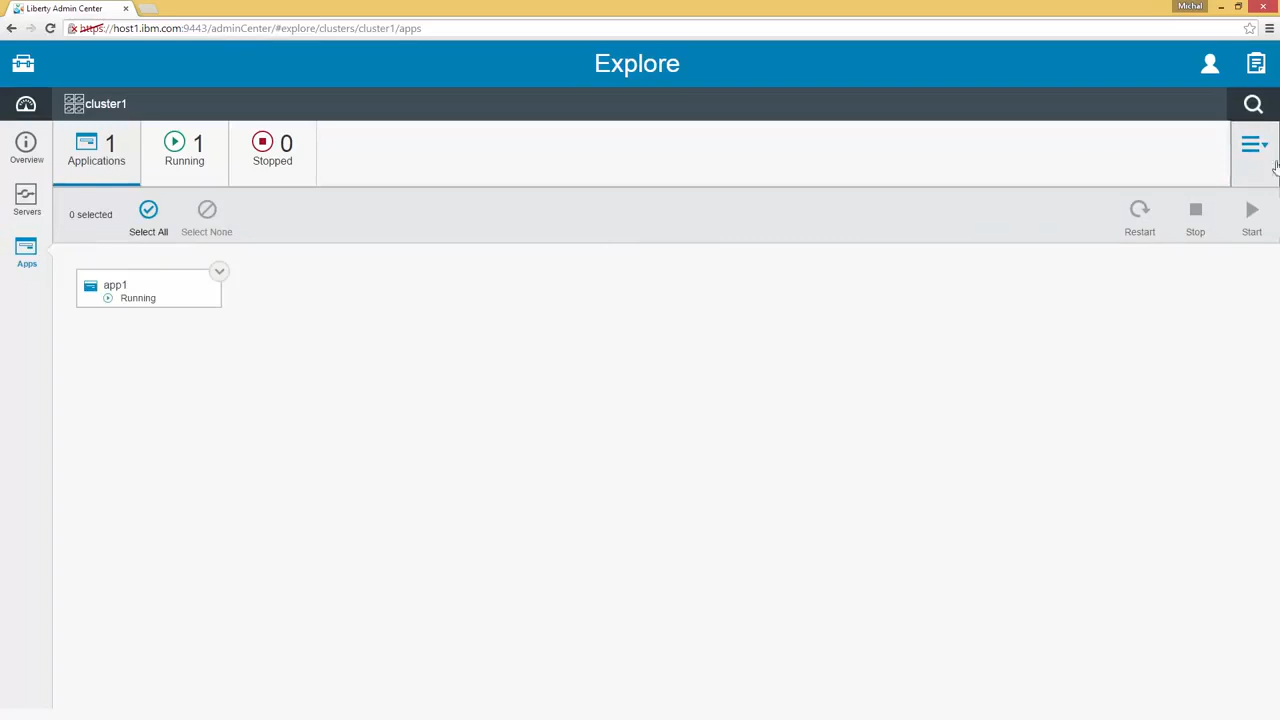 Liberty Admin Center
Michal
https://host1.ibm.com:9443/adminCenter/#explore/clusters/cluster1/apps
Explore
cluster1
Overview
Servers
Apps
1
Applications
1
Running
0
Stopped
0 selected
Select All
Select None
Restart
Stop
Start
app1
Running